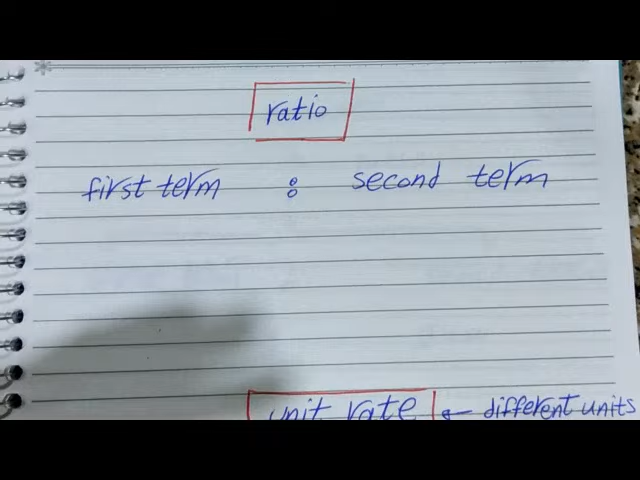 ratio
first term : second term
unit rate ← different units